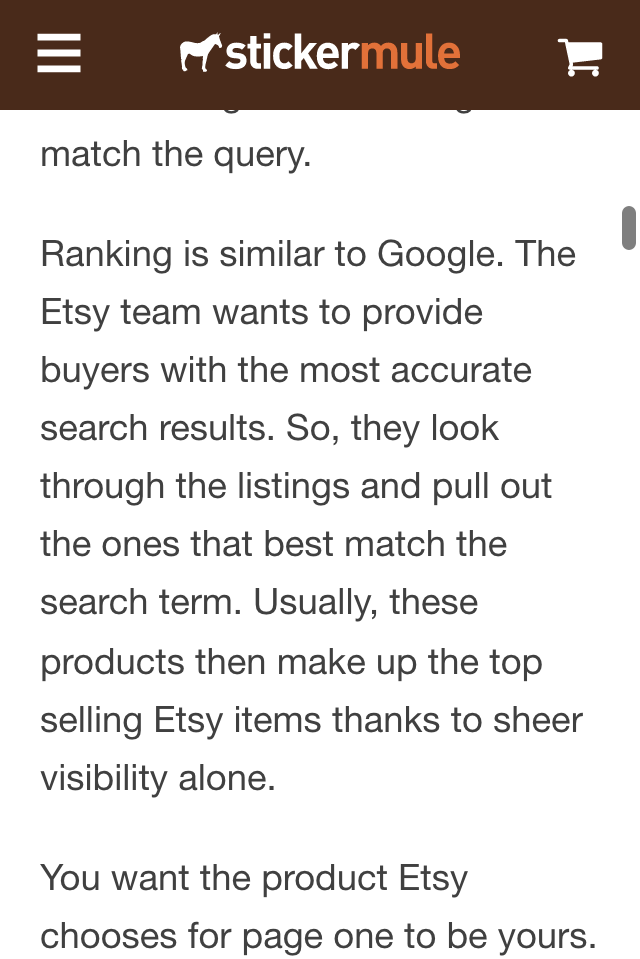 stickermule
match the query.
Ranking is similar to Google. The
Etsy team wants to provide
buyers with the most accurate
search results. So, they look
through the listings and pull out
the ones that best match the
search term. Usually, these
products then make up the top
selling Etsy items thanks to sheer
visibility alone.
You want the product Etsy
chooses for page one to be yours.